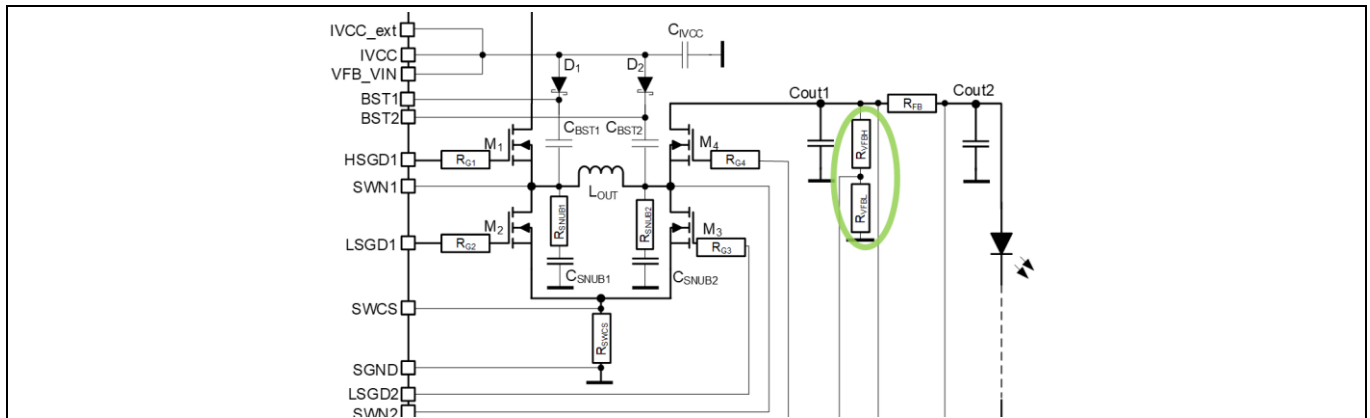 IVCC_ext
IVCC
VFB_VIN
BST1
BST2
HSGD1
SWN1
LSGD1
SWCS
SGND
LSGD2
SWN2
CIVCC
D1
D2
CBST1
CBST2
M1
M4
RG1
RG4
LOUT
M2
M3
RG2
RG3
RSNUB1
RSNUB2
CSNUB1
CSNUB2
RSWCS
Cout1
RFB
Cout2
RVFBH
RVFBL